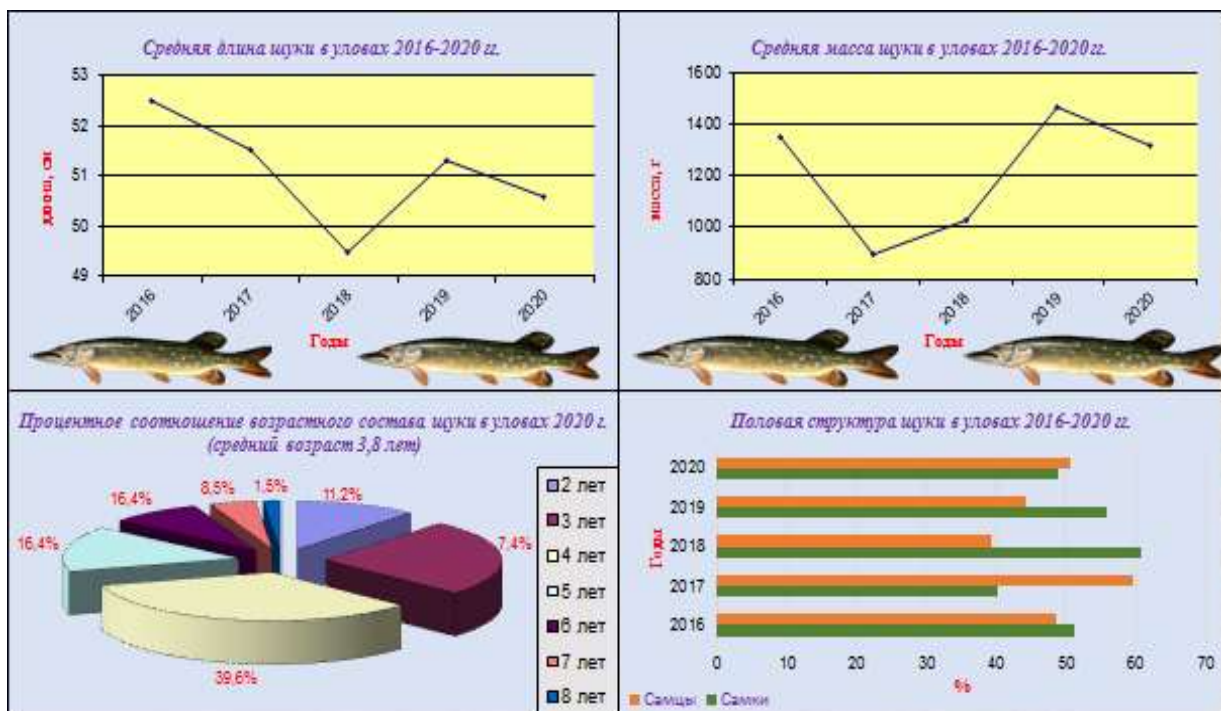 Средняя длина щуки в уловах 2016-2020 гг.
53
52
51
50
49
длина, см
2016
2017
2018
2019
2020
Годы
Средняя масса щуки в уловах 2016-2020 гг.
1600
1400
1200
1000
800
масса, г
2016
2017
2018
2019
2020
Годы
Процентное соотношение возрастного состава щуки в уловах 2020 г.
(средний возраст 3,8 лет)
16,4%
16,4%
8,5%
1,5%
11,2%
7,4%
39,6%
2 лет
3 лет
4 лет
5 лет
6 лет
7 лет
8 лет
Половая структура щуки в уловах 2016-2020 гг.
2020
2019
2018
2017
2016
Годы
0 10 20 30 40 50 60 70
%
Самцы Самки